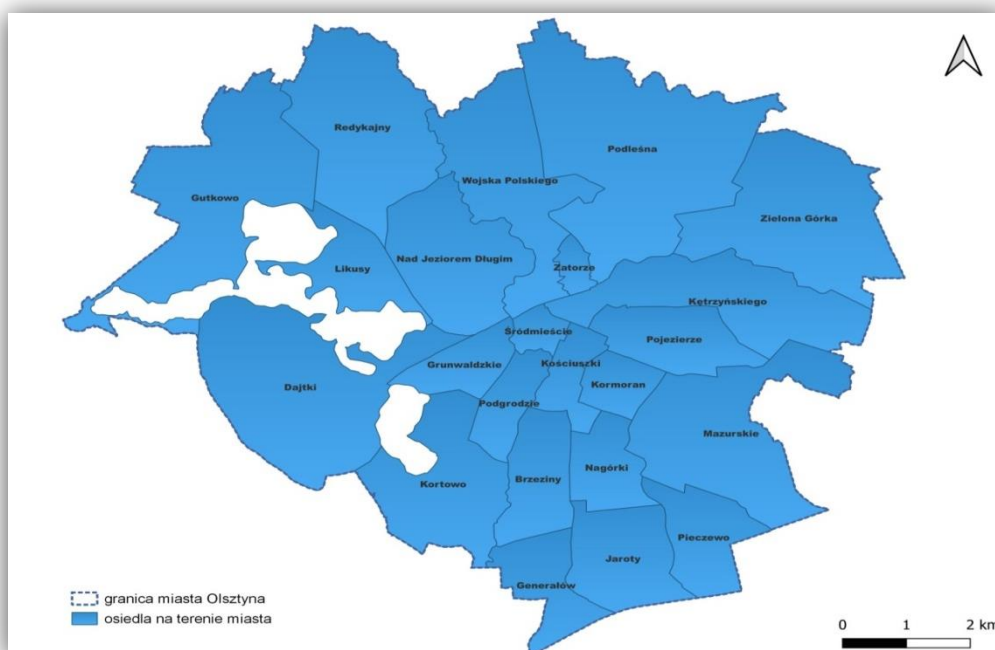 Redykajny
Podleśna
Wojska Polskiego
Gutkowo
Zielona Górka
Nad Jeziorem Długim
Likusy
Zatorze
Kętrzyńskiego
Śródmieście
Pojezierze
Grunwaldzkie
Kościuszki
Dajtki
Kormoran
Podgrodzie
Mazurskie
Nagórki
Brzeziny
Kortowo
Pieczewo
Jaroty
Generałów
granica miasta Olsztyna
osiedla na terenie miasta
0 1 2 km